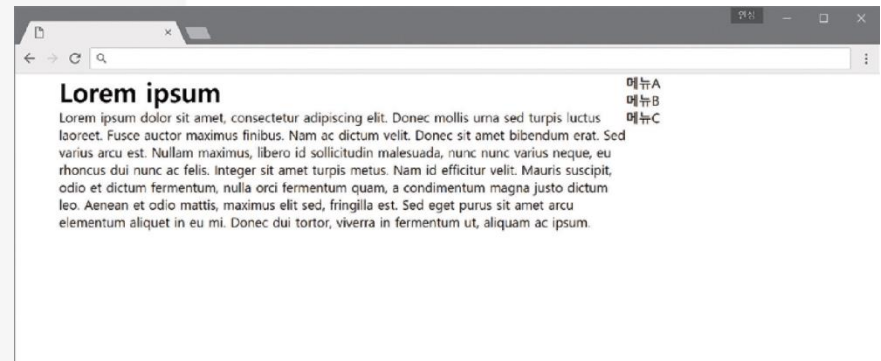 Lorem ipsum
Lorem ipsum dolor sit amet, consectetur adipiscing elit. Donec mollis urna sed turpis luctus
laoreet. Fusce auctor maximus finibus. Nam ac dictum velit. Donec sit amet bibendum erat. Sed
varius arcu est. Nullam maximus, libero id sollicitudin malesuada, nunc nunc varius neque, eu
rhoncus dui nunc ac felis. Integer sit amet turpis metus. Nam id efficitur velit. Mauris suscipit,
odio et dictum fermentum, nulla orci fermentum quam, a condimentum magna justo dictum
leo. Aenean et odio mattis, maximus elit sed, fringilla est. Sed eget purus sit amet arcu
elementum aliquet in eu mi. Donec dui tortor, viverra in fermentum ut, aliquam ac ipsum.
메뉴A
메뉴B
메뉴C